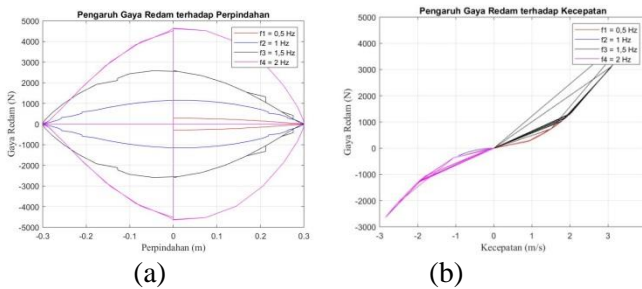 Pengaruh Gaya Redam terhadap Perpindahan
5000
4000
3000
2000
1000
0
-1000
-2000
-3000
-4000
-5000
Gaya Redam (N)
-0.3
-0.2
-0.1
0
0.1
0.2
0.3
Perpindahan (m)
f1 = 0,5 Hz
f2 = 1 Hz
f3 = 1,5 Hz
f4 = 2 Hz
(a)
Pengaruh Gaya Redam terhadap Kecepatan
5000
4000
3000
2000
1000
0
-1000
-2000
-3000
Gaya Redam (N)
-3
-2
-1
0
1
2
3
Kecepatan (m/s)
f1 = 0,5 Hz
f2 = 1 Hz
f3 = 1,5 Hz
f4 = 2 Hz
(b)